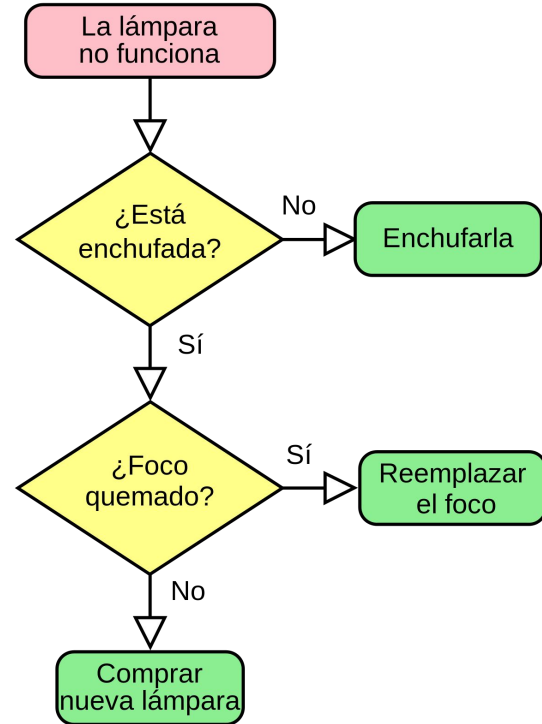 La lámpara
no funciona
¿Está
enchufada?
No
Enchufarla
Sí
¿Foco
quemado?
Sí
Reemplazar
el foco
No
Comprar
nueva lámpara